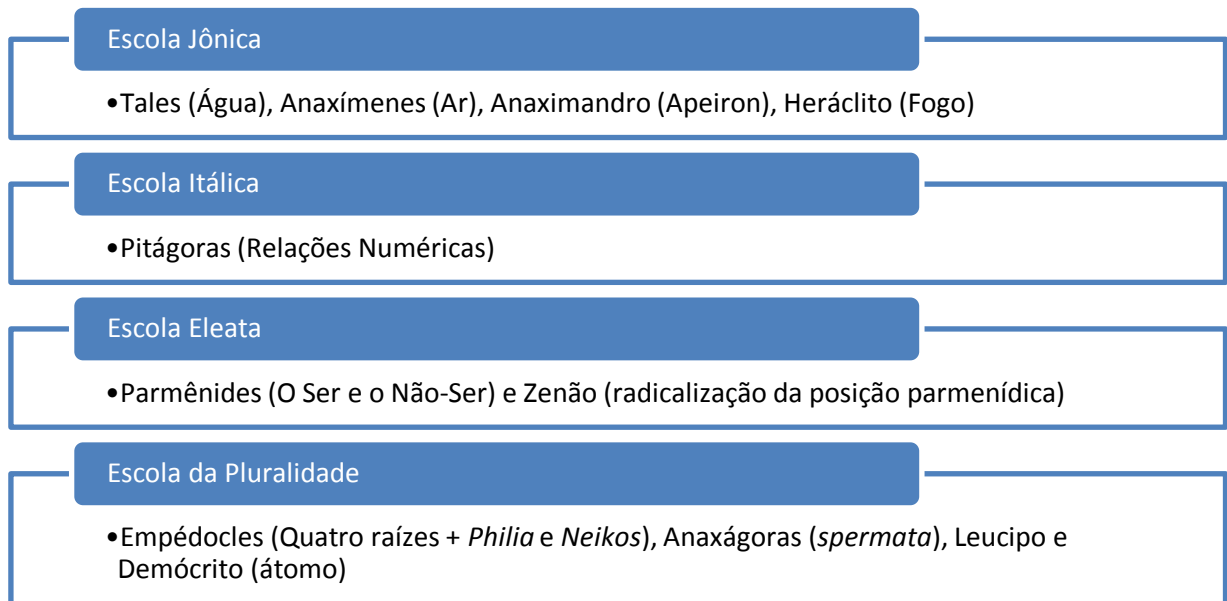 Escola Jônica
•Tales (Água), Anaxímenes (Ar), Anaximandro (Apeiron), Heráclito (Fogo)
Escola Itálica
•Pitágoras (Relações Numéricas)
Escola Eleata
•Parmênides (O Ser e o Não-Ser) e Zenão (radicalização da posição parmenídica)
Escola da Pluralidade
•Empédocles (Quatro raízes + Philia e Neikos), Anaxágoras (spermata), Leucipo e
Demócrito (átomo)